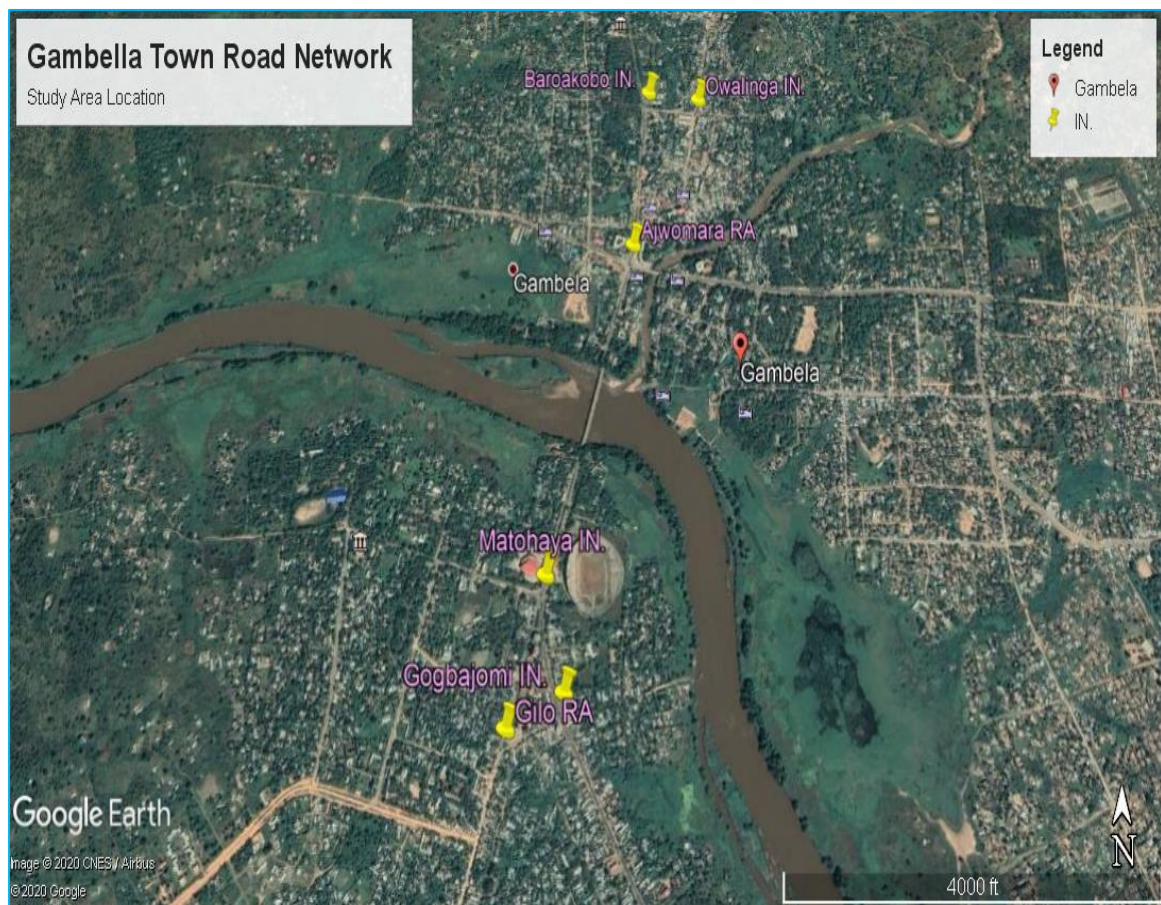 Gambella Town Road Network
Study Area Location
Legend
Gambela
IN.
Baroakobo IN.
Owalinga IN.
Ajwomara RA
Gambela
Gambela
Matohaya IN.
Gogbajomi IN.
Gilo RA
Google Earth
Image © 2020 CNES / Airbus
© 2020 Google
4000 ft
N